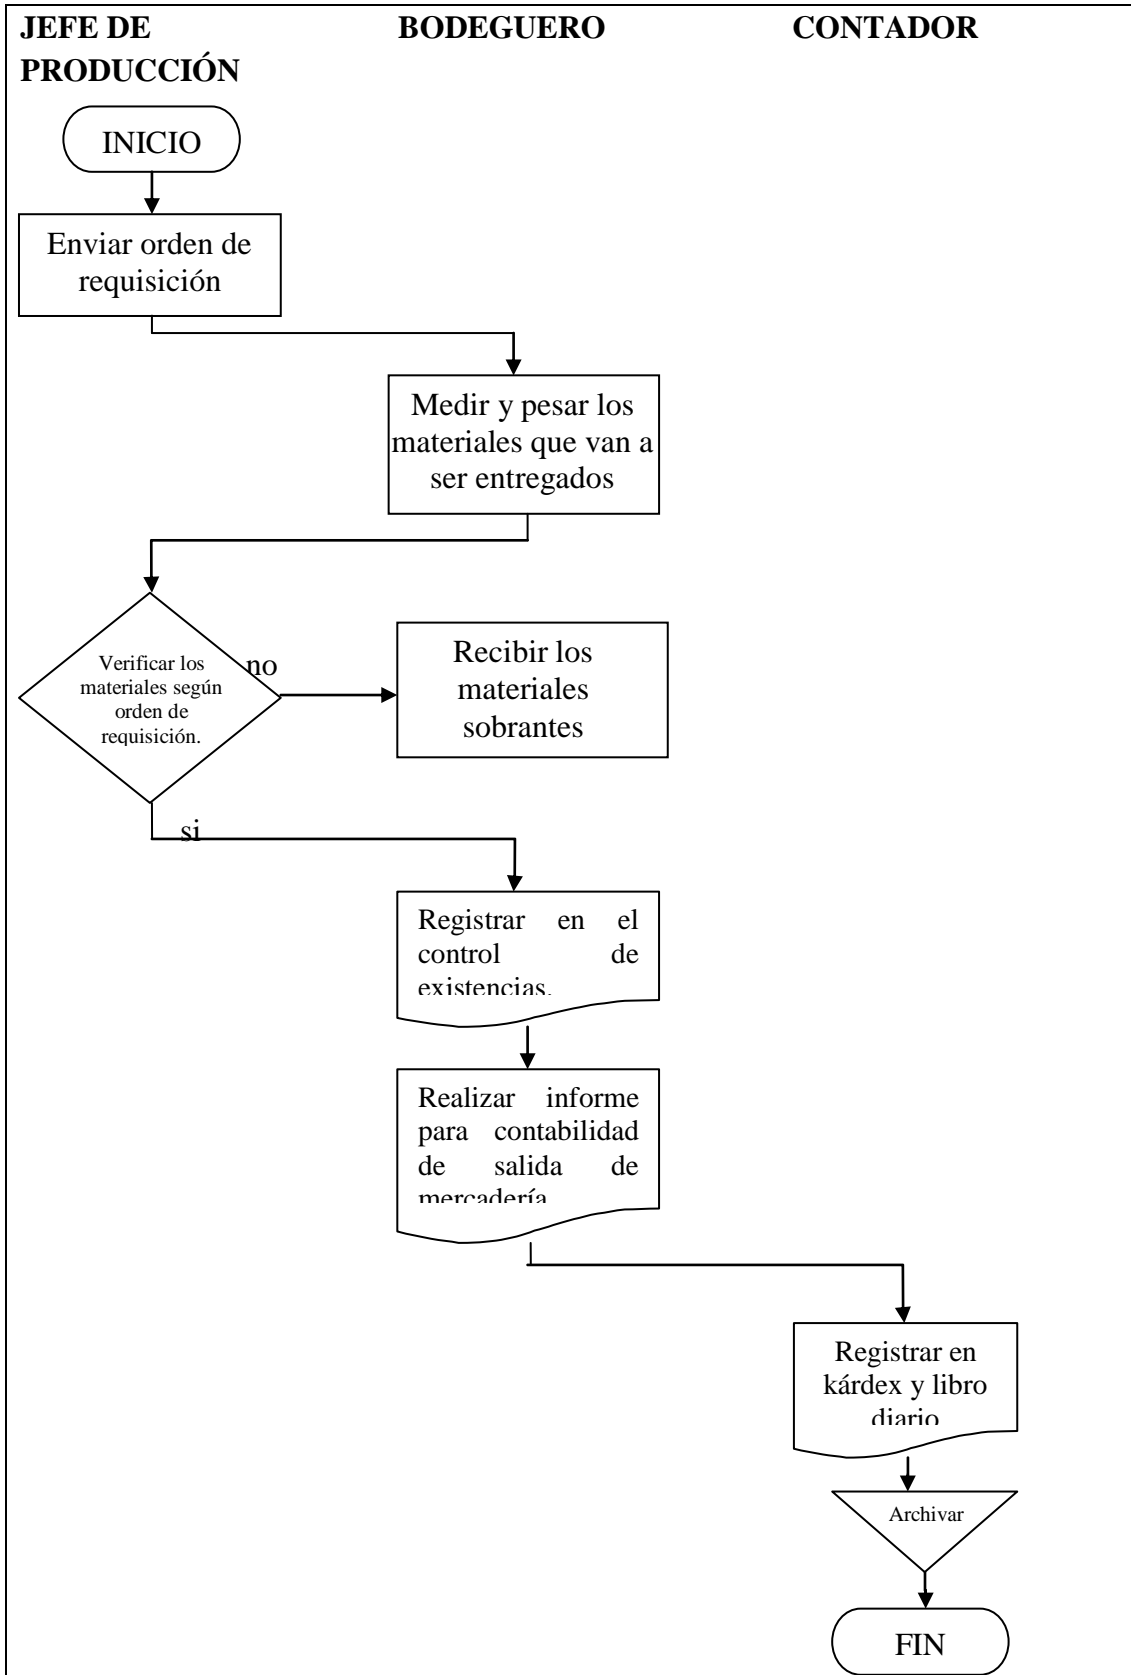 JEFE DE
PRODUCCIÓN
BODEGUERO
CONTADOR
INICIO
Enviar orden de
requisición
Medir y pesar los
materiales que van a
ser entregados
Verificar los
materiales según
orden de
requisición.
no
Recibir los
materiales
sobrantes
si
Registrar en el
control de
existencias.
Realizar informe
para contabilidad
de salida de
mercadería
Registrar en
kárdex y libro
diario
Archivar
FIN